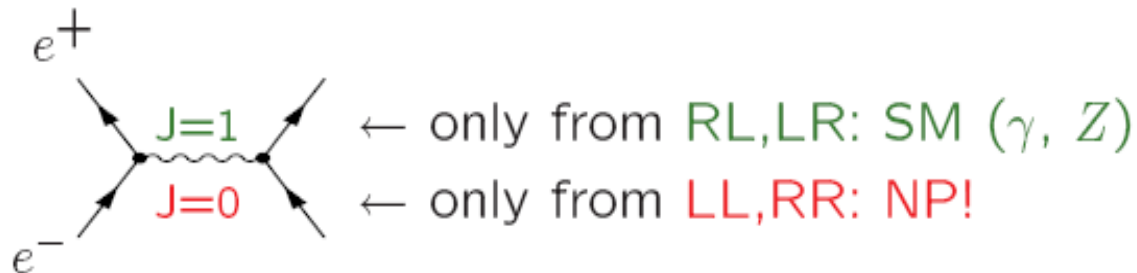 e+
J=1 ← only from RL,LR: SM (γ, Z)
J=0 ← only from LL,RR: NP!
e−